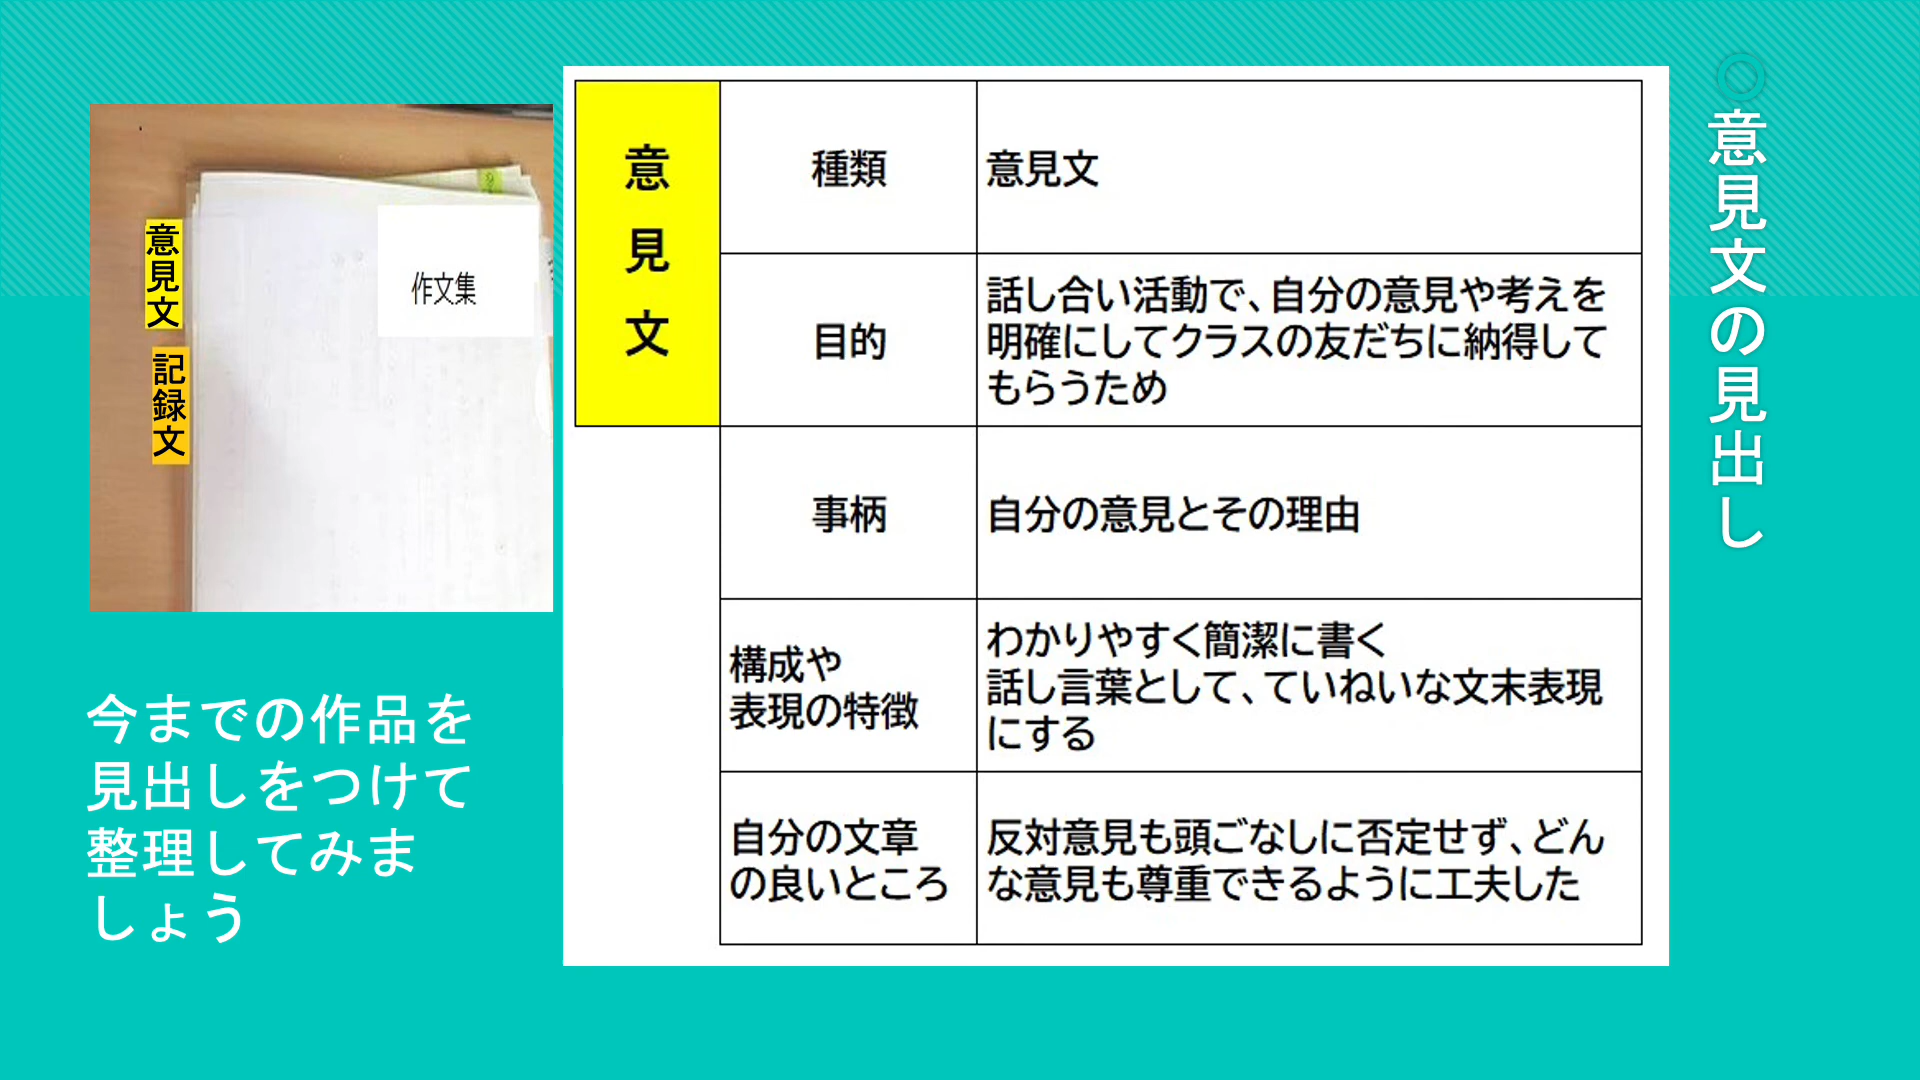 ◎意見文の見出し
意見文
記録文
作文集
今までの作品を
見出しをつけて
整理してみま
しょう
意見文
種類
意見文
目的
話し合い活動で、自分の意見や考えを
明確にしてクラスの友だちに納得して
もらうため
事柄
自分の意見とその理由
構成や
表現の特徴
わかりやすく簡潔に書く
話し言葉として、ていねいな文末表現
にする
自分の文章
の良いところ
反対意見も頭ごなしに否定せず、どん
な意見も尊重できるように工夫した